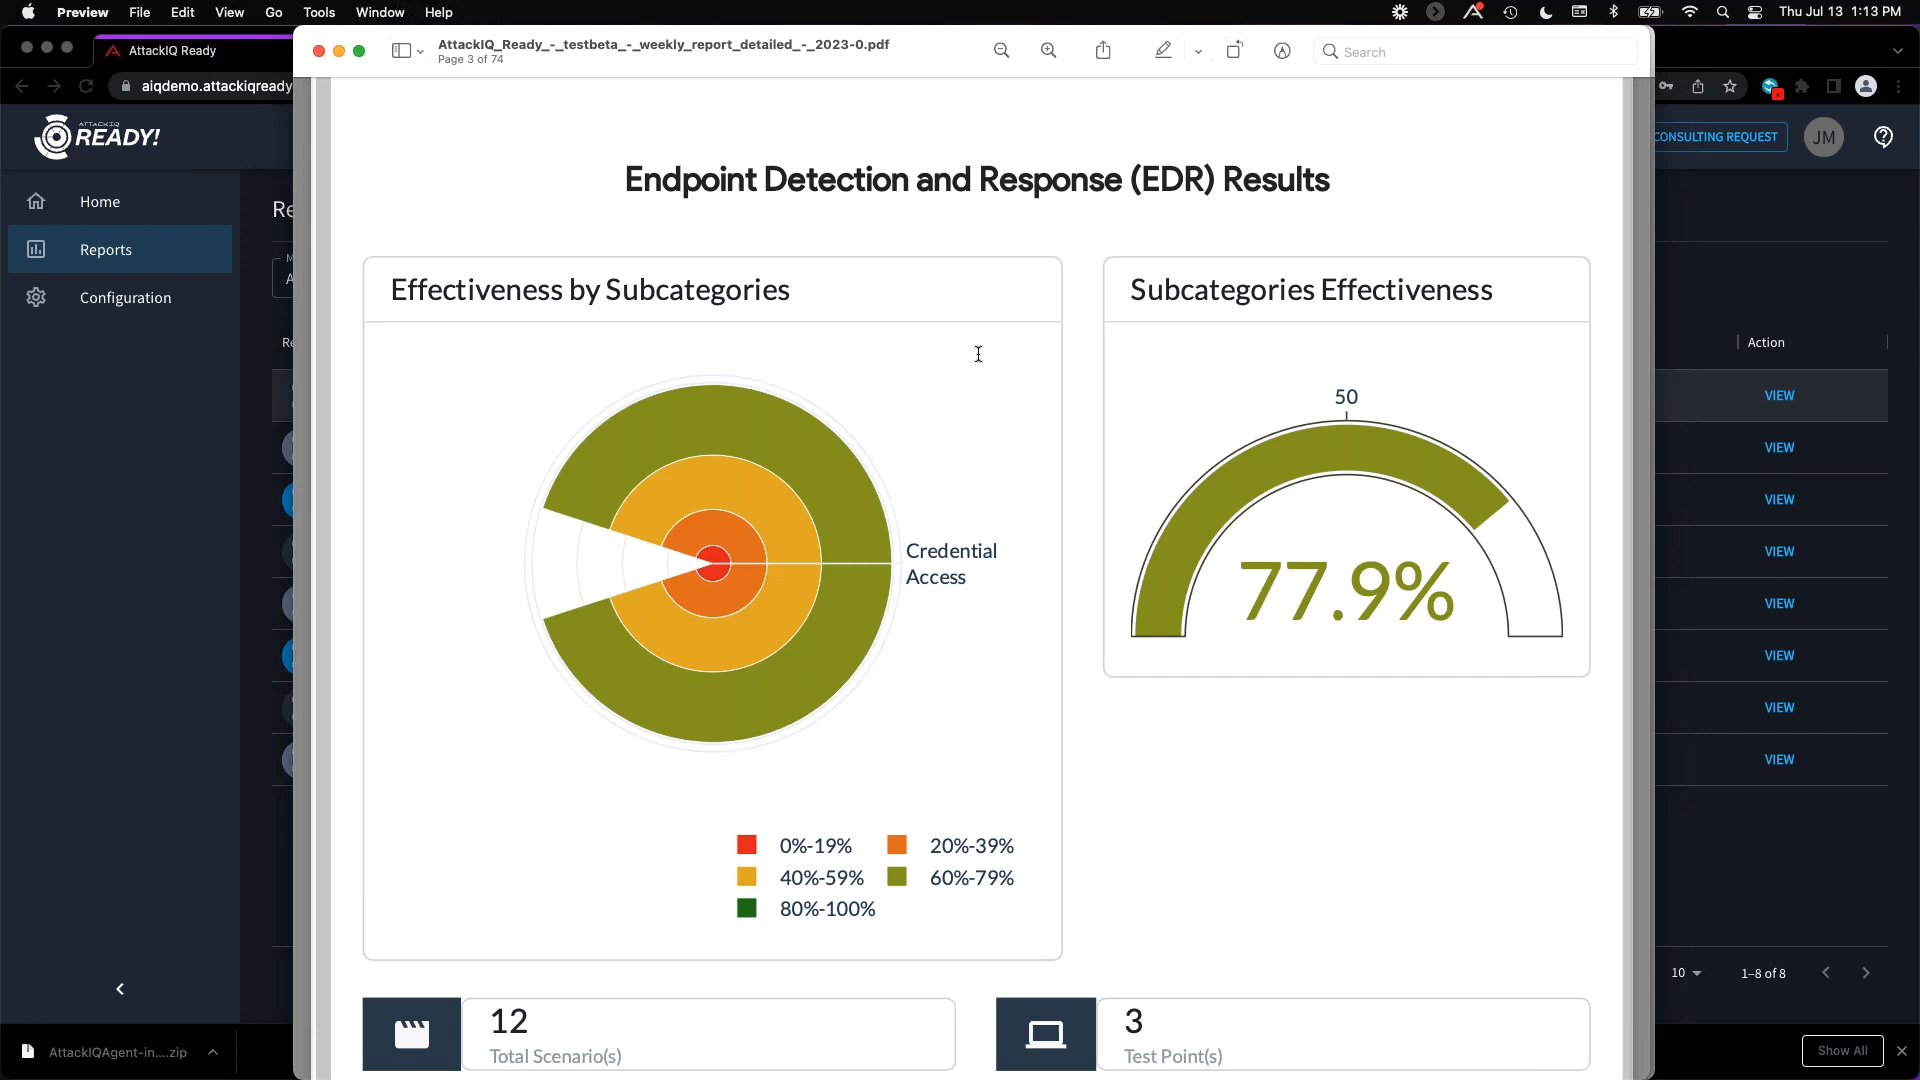 Preview File Edit View Go Tools Window Help
Thu Jul 13 1:13 PM
AttackIQ Ready
AttackIQ_Ready_-_testbeta_-_weekly_report_detailed_-_2023-0.pdf
Page 3 of 74
Search
aiqdemo.attackiqready
ATTACKIQ
READY!
CONSULTING REQUEST
JM
Home
Reports
Configuration
Re
M
A
Re
Action
VIEW
VIEW
VIEW
VIEW
VIEW
VIEW
VIEW
VIEW
10
1–8 of 8
Endpoint Detection and Response (EDR) Results
Effectiveness by Subcategories
Credential
Access
0%-19%
20%-39%
40%-59%
60%-79%
80%-100%
Subcategories Effectiveness
50
77.9%
12
Total Scenario(s)
3
Test Point(s)
AttackIQAgent-in....zip
Show All